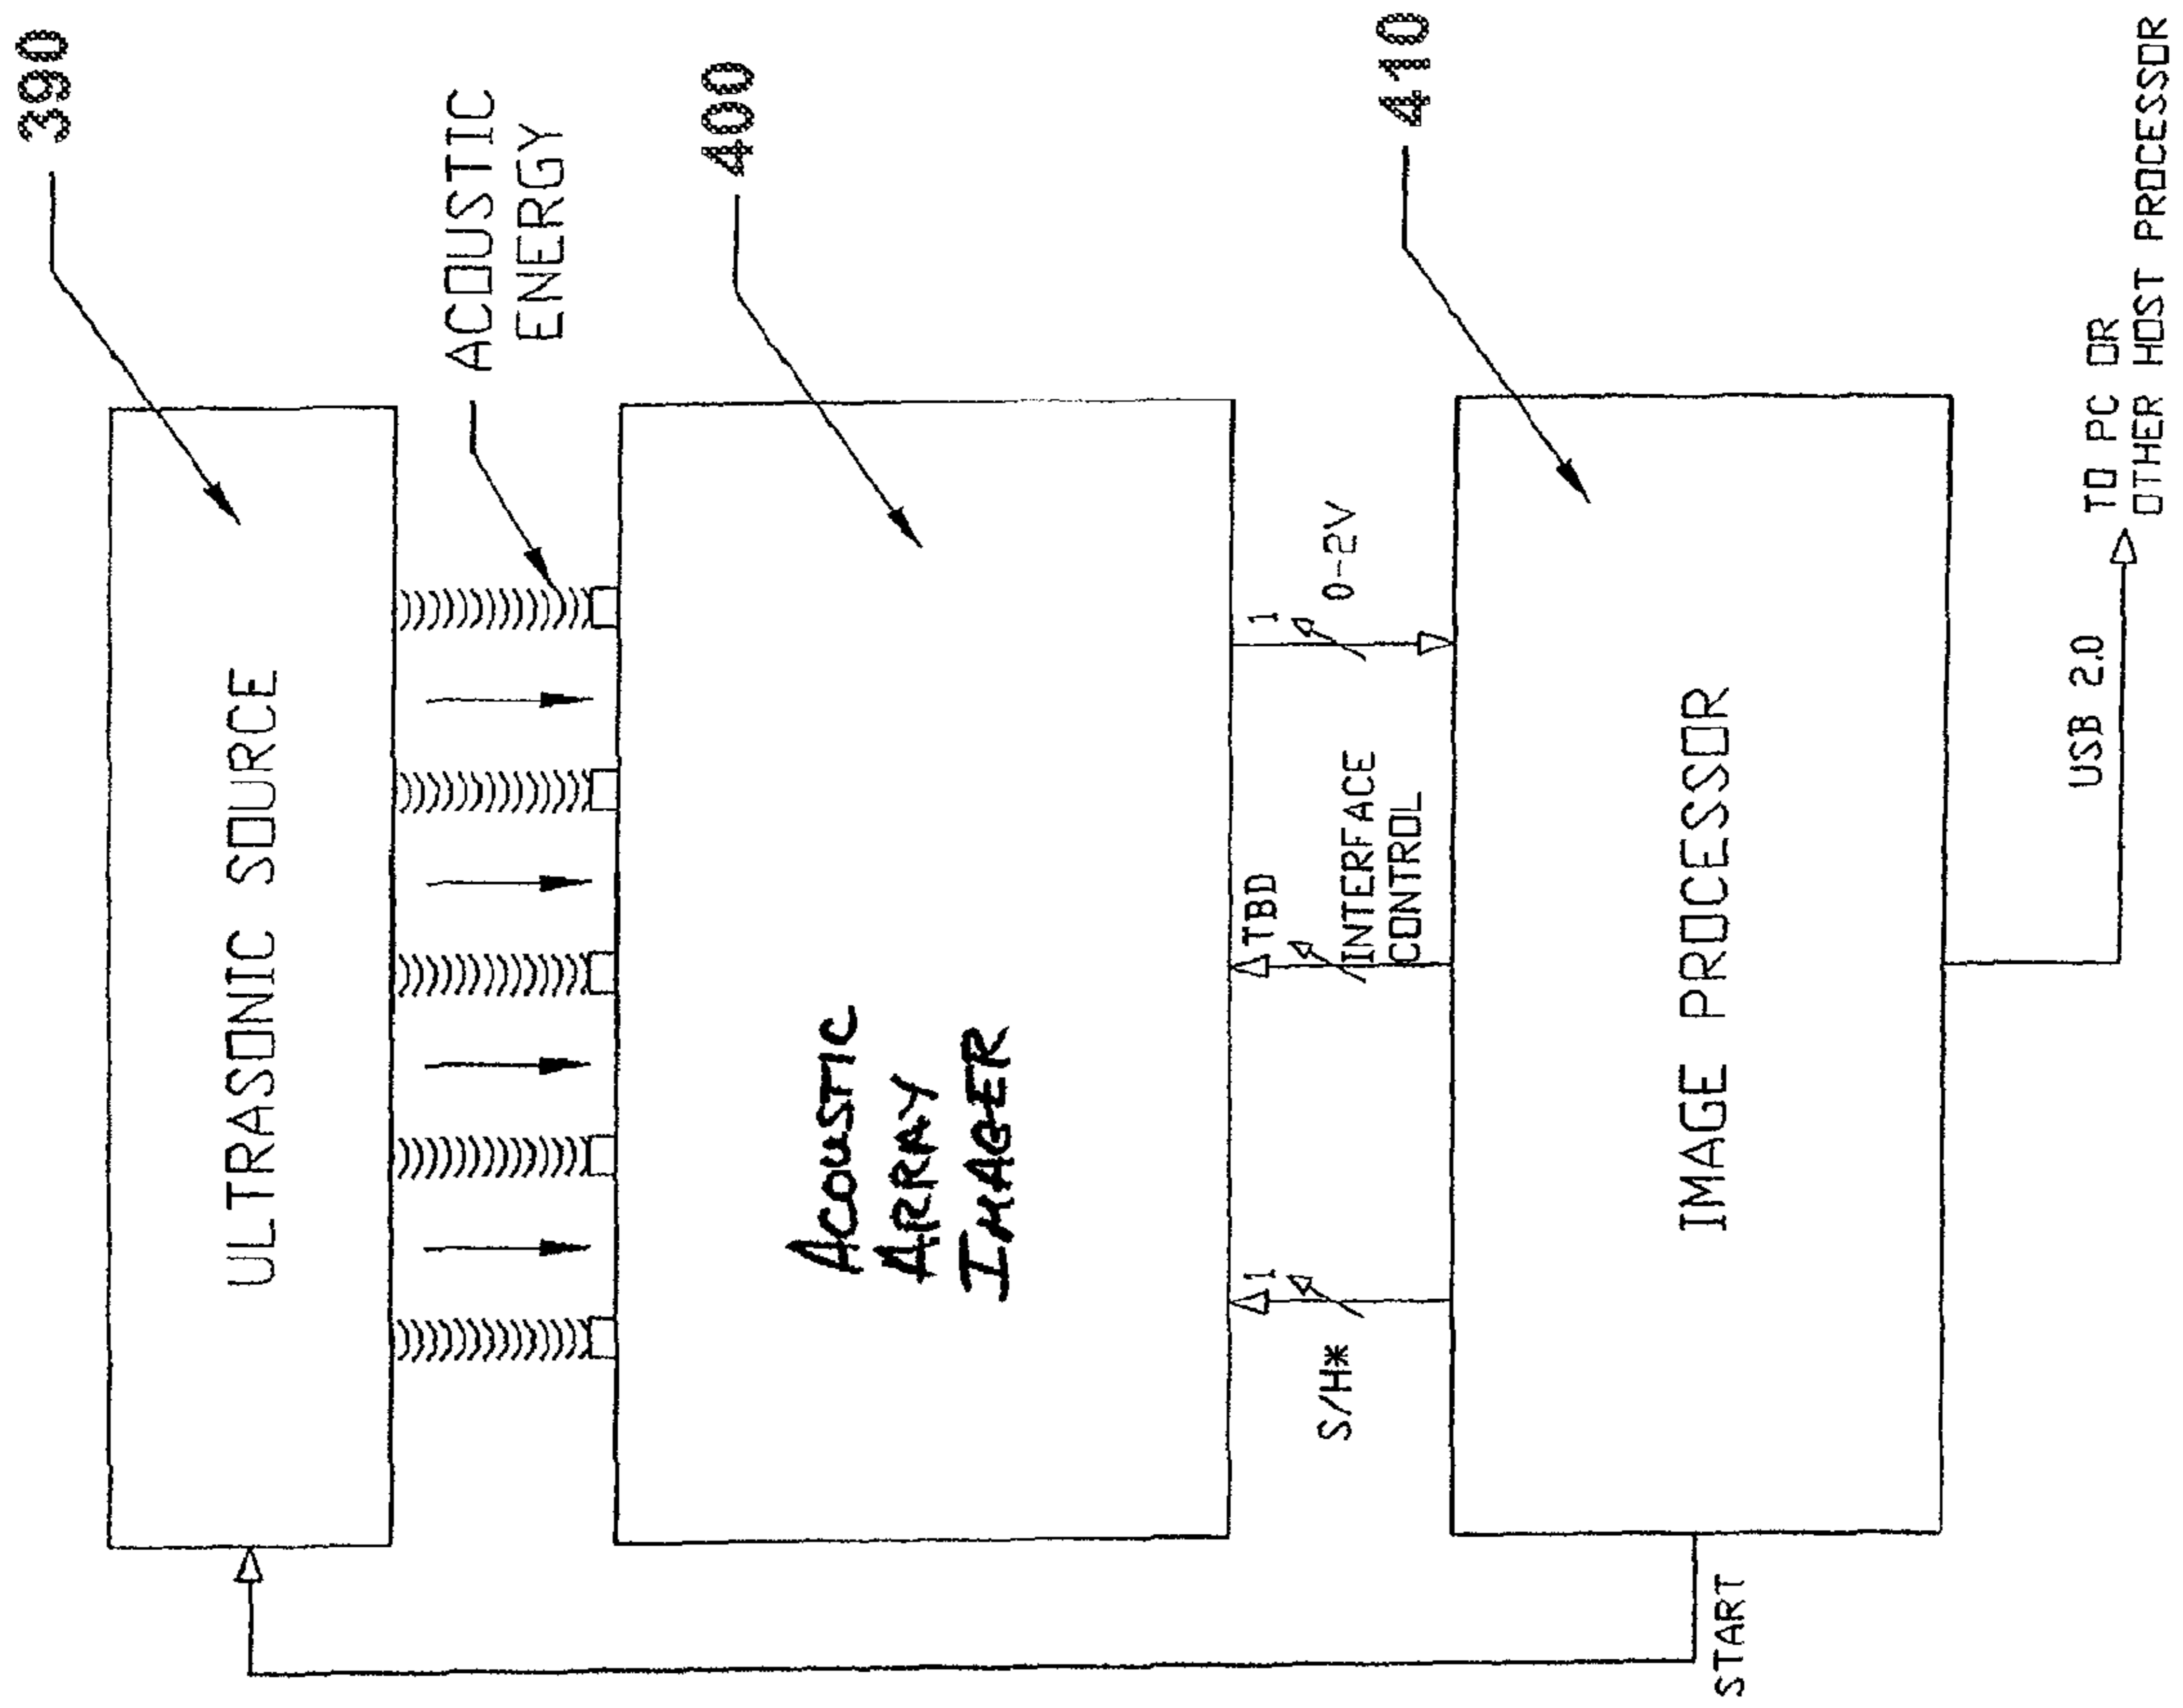 390
ULTRASONIC SOURCE
ACOUSTIC
ENERGY
400
ACOUSTIC
ARRAY
IMAGER
S/H*
1
TBD
INTERFACE
CONTROL
1
0-2V
410
IMAGE PROCESSOR
START
USB 2.0
TO PC OR
OTHER HOST PROCESSOR